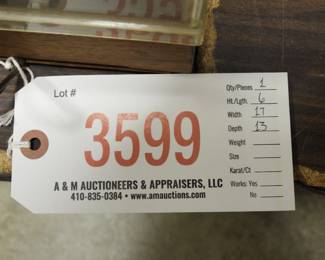 Lot #
3599
A & M AUCTIONEERS & APPRAISERS, LLC
410-835-0384 • www.amauctions.com
Qty/Pieces 1
Ht./Lgth 6
Width 17
Depth 13
Weight
Size
Karat/Ct
Works: Yes
No